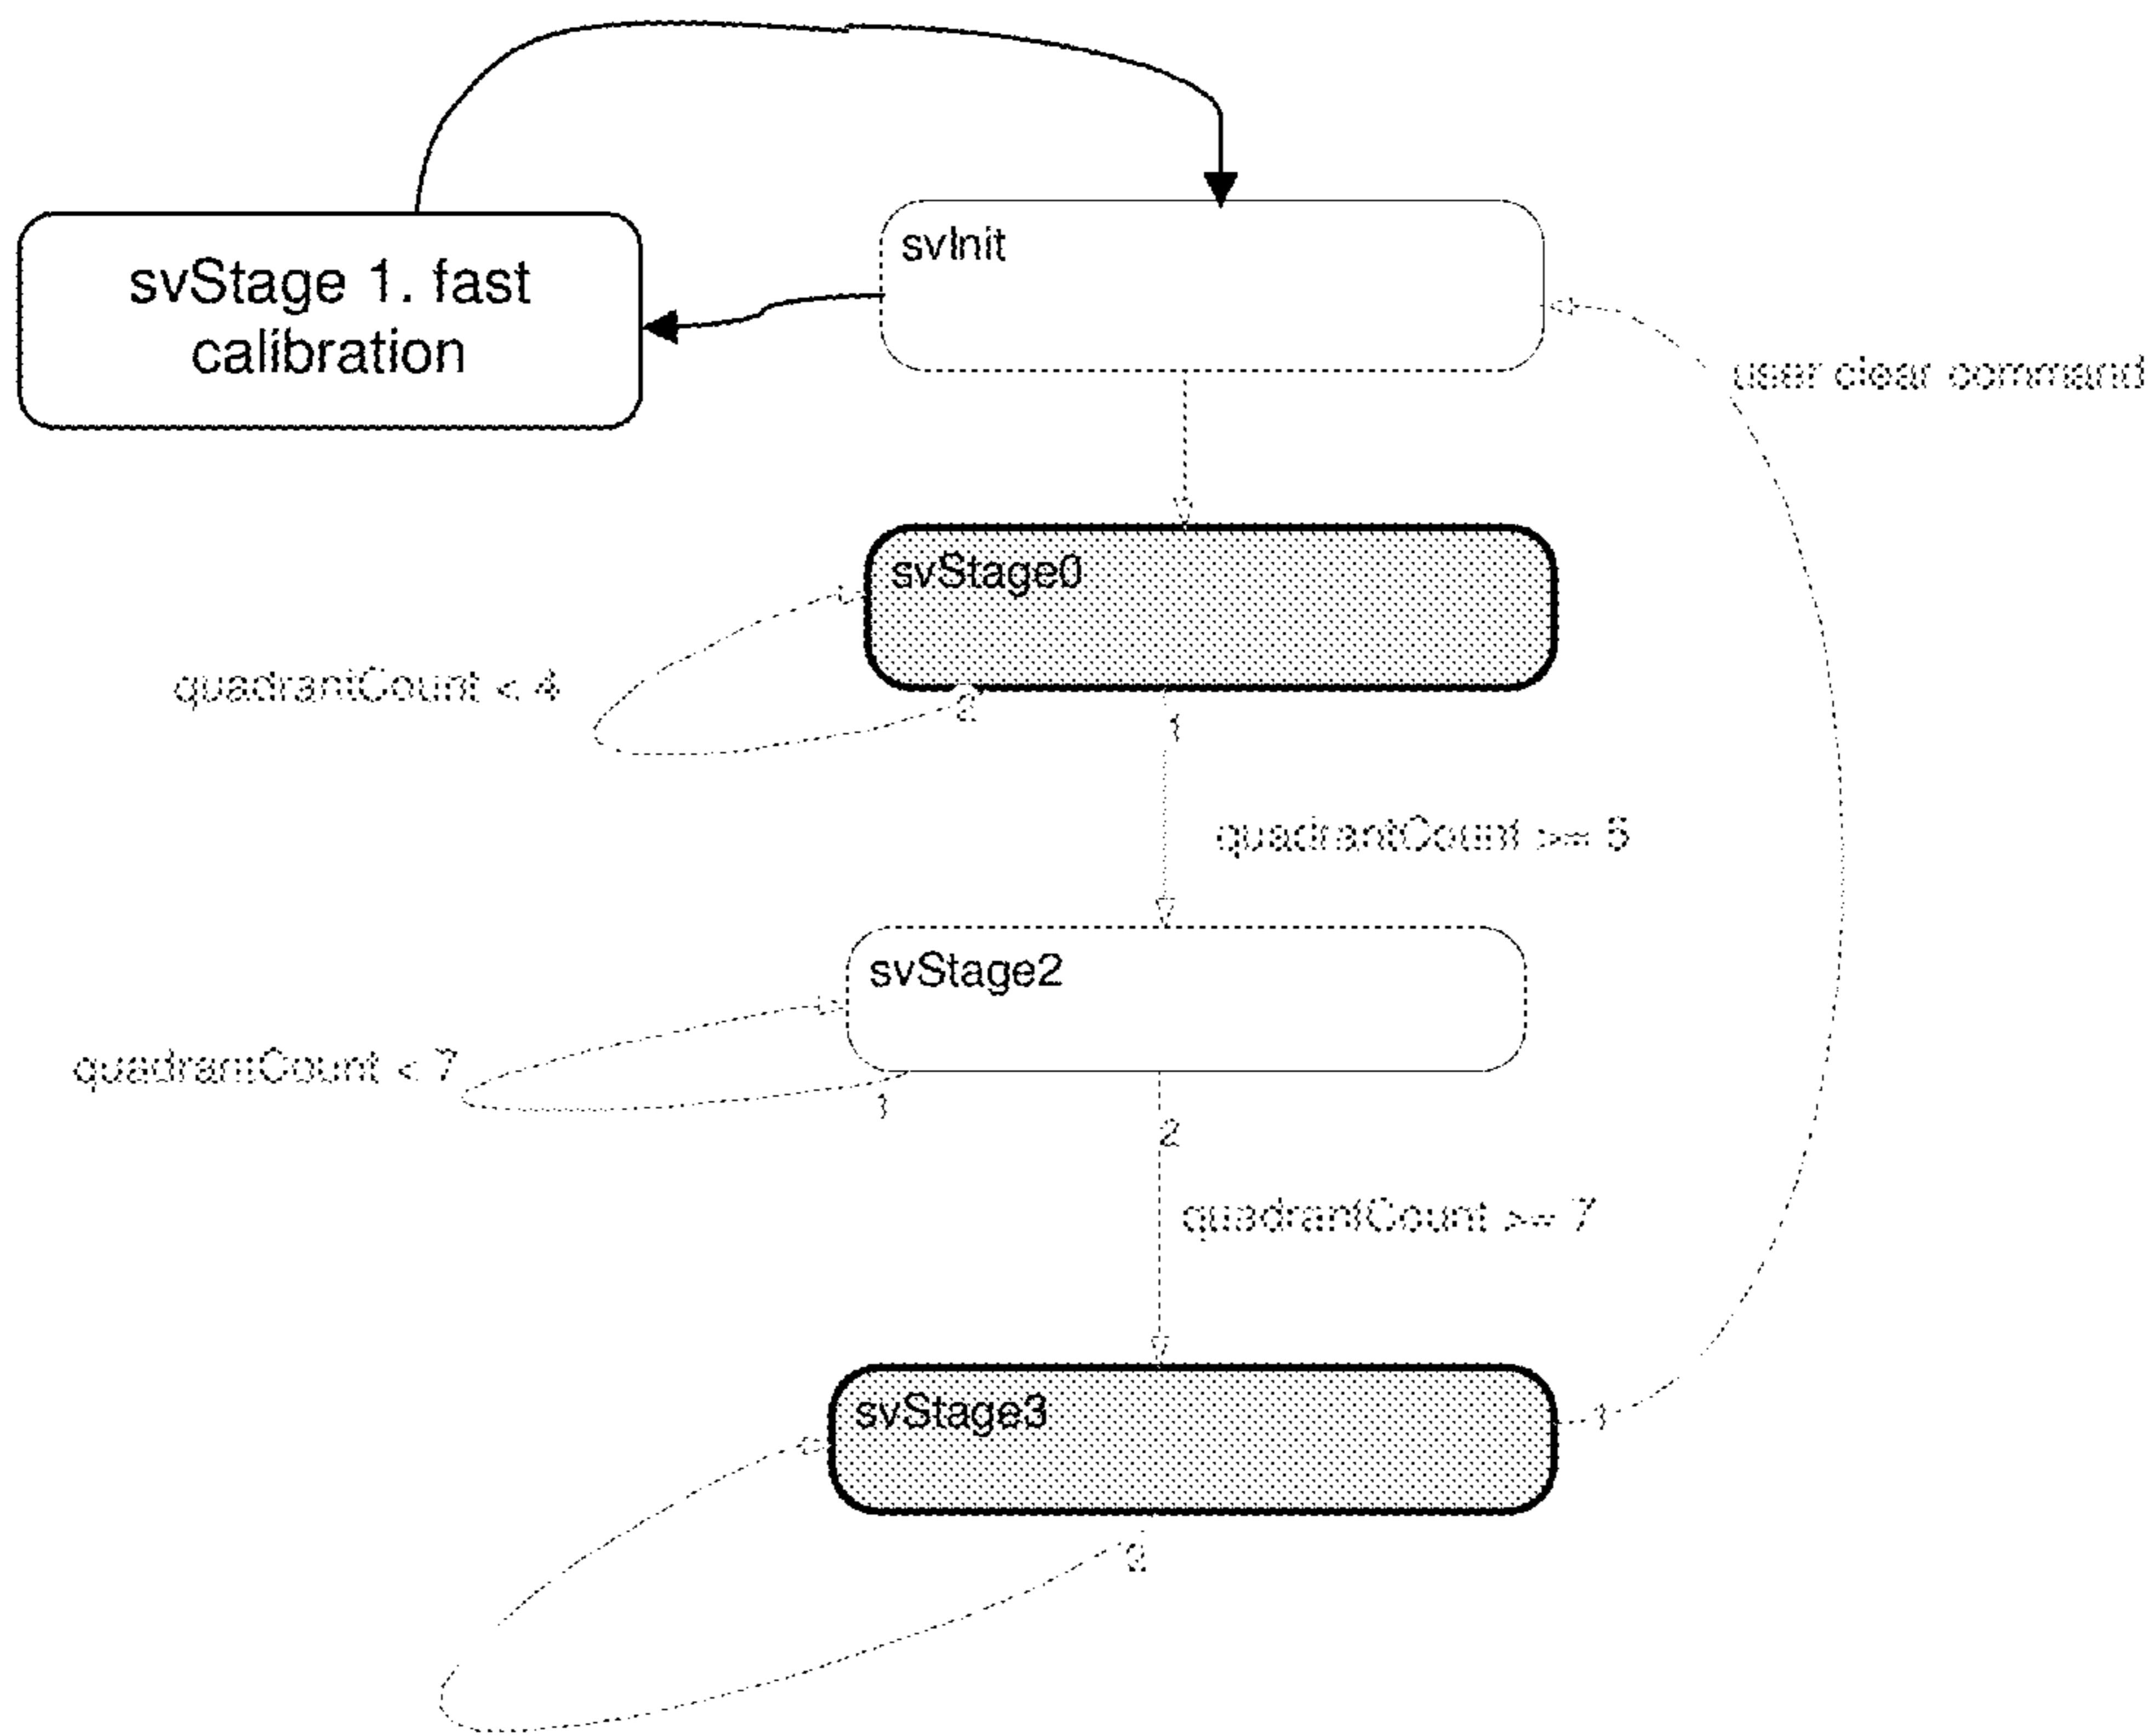 svStage 1. fast
calibration
svInit
user clear command
svStage0
quadrantCount < 4
2
1
quadrantCount >=
svStage2
quadrantCount < 7
1
2
quadrantCount >= 7
svStage3
1
2